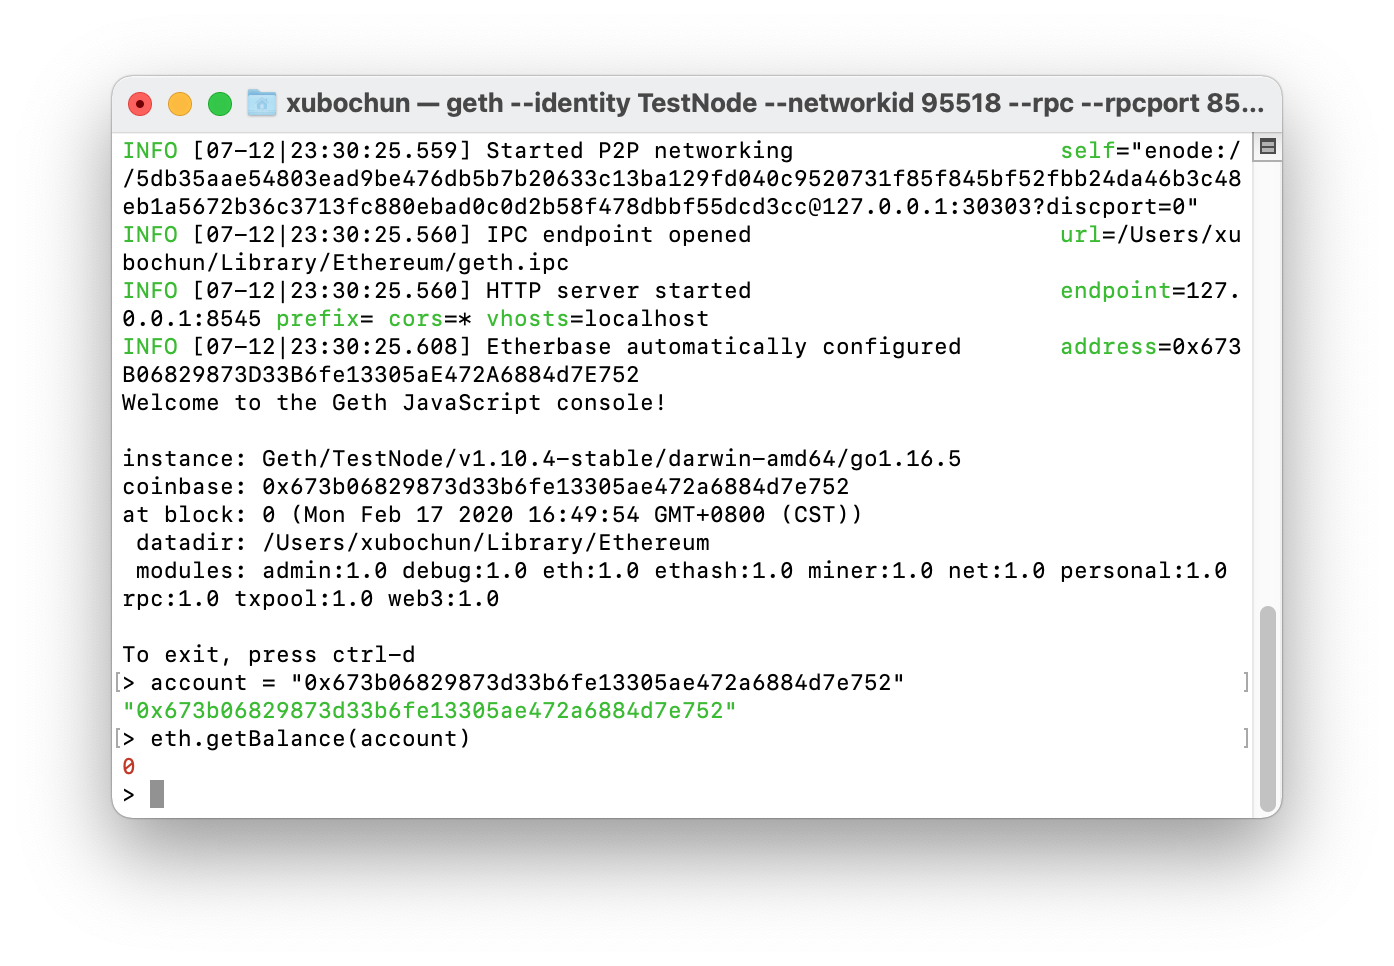 xubochun — geth --identity TestNode --networkid 95518 --rpc --rpcport 85...
INFO [07-12|23:30:25.559] Started P2P networking                   self="enode:/
/5db35aae54803ead9be476db5b7b20633c13ba129fd040c9520731f85f845bf52fbb24da46b3c48
eb1a5672b36c3713fc880ebad0c0d2b58f478dbbf55dcd3cc@127.0.0.1:30303?discport=0"
INFO [07-12|23:30:25.560] IPC endpoint opened                      url=/Users/xu
bochun/Library/Ethereum/geth.ipc
INFO [07-12|23:30:25.560] HTTP server started                      endpoint=127.
0.0.1:8545 prefix= cors=* vhosts=localhost
INFO [07-12|23:30:25.608] Etherbase automatically configured       address=0x673
B06829873D33B6fe13305aE472A6884d7E752
Welcome to the Geth JavaScript console!

instance: Geth/TestNode/v1.10.4-stable/darwin-amd64/go1.16.5
coinbase: 0x673b06829873d33b6fe13305ae472a6884d7e752
at block: 0 (Mon Feb 17 2020 16:49:54 GMT+0800 (CST))
 datadir: /Users/xubochun/Library/Ethereum
 modules: admin:1.0 debug:1.0 eth:1.0 ethash:1.0 miner:1.0 net:1.0 personal:1.0
rpc:1.0 txpool:1.0 web3:1.0

To exit, press ctrl-d
[> account = "0x673b06829873d33b6fe13305ae472a6884d7e752" ]
"0x673b06829873d33b6fe13305ae472a6884d7e752"
[> eth.getBalance(account) ]
0
>